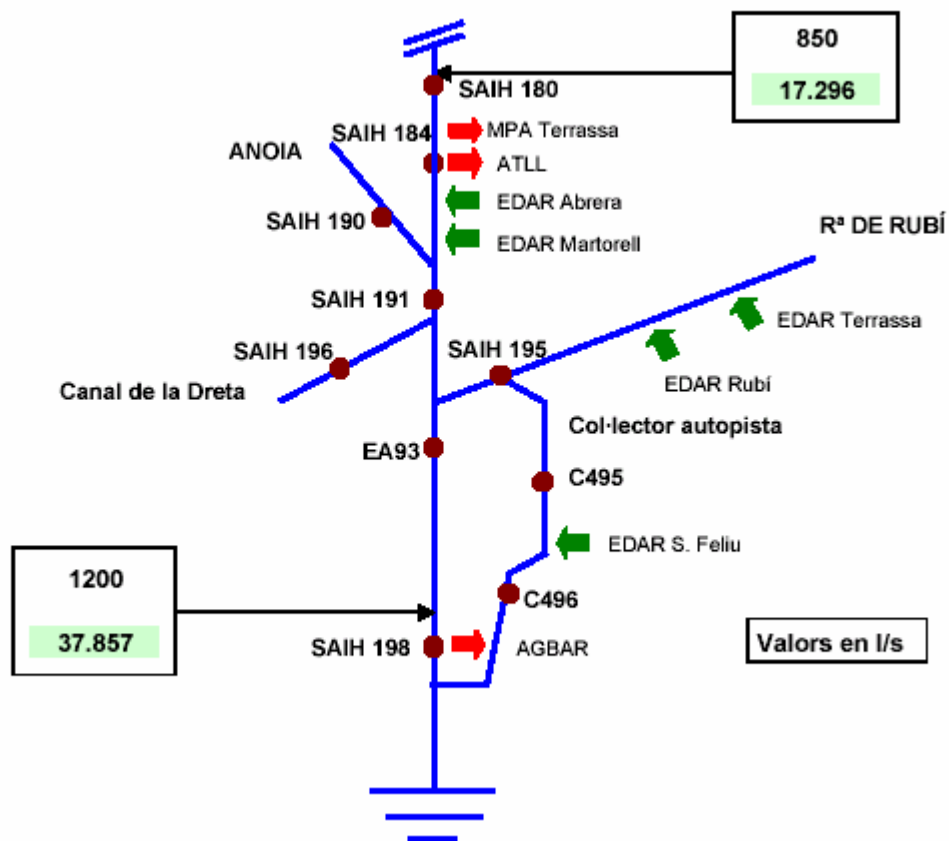 850
17.296
SAIH 180
SAIH 184
MPA Terrassa
ANOIA
ATLL
EDAR Abrera
SAIH 190
EDAR Martorell
Rª DE RUBÍ
SAIH 191
EDAR Terrassa
SAIH 196
SAIH 195
EDAR Rubí
Canal de la Dreta
Col·lector autopista
EA93
C495
EDAR S. Feliu
1200
C496
37.857
SAIH 198
AGBAR
Valors en l/s